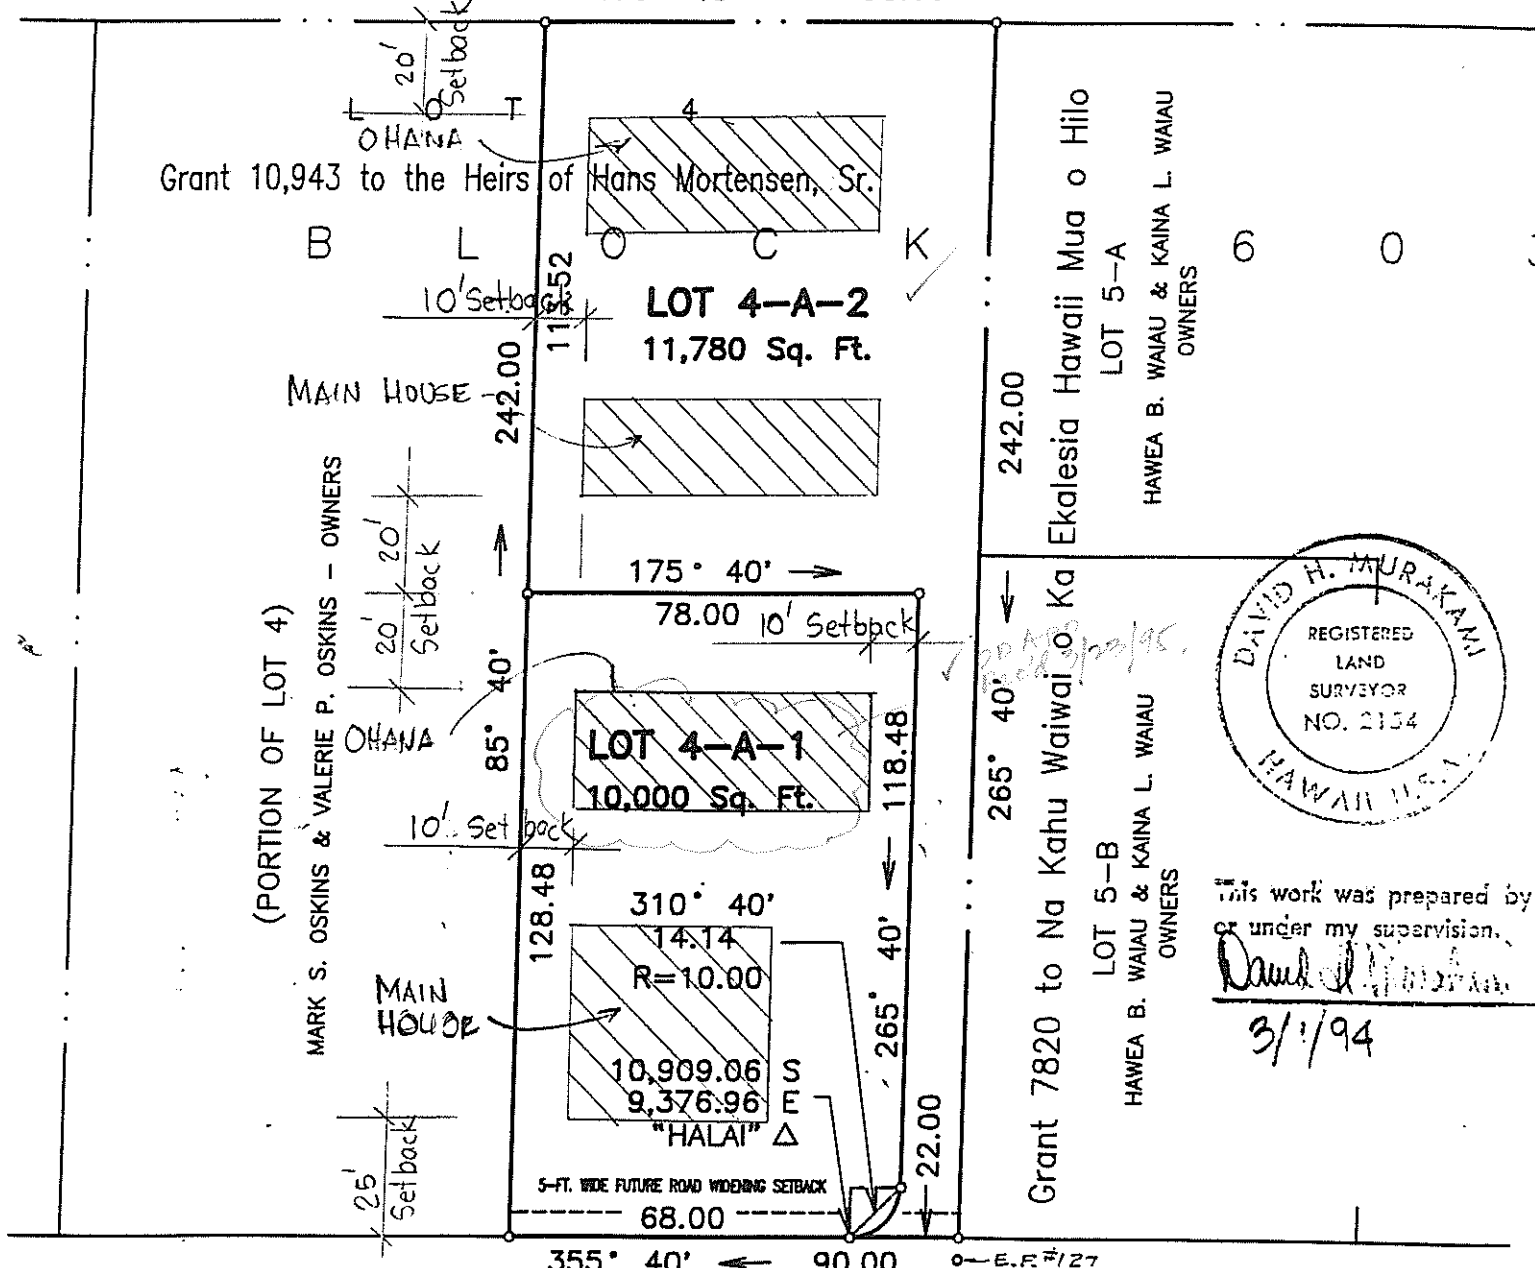 20' Setback
L O T 4
OHANA
Grant 10,943 to the Heirs of Hans Mortensen, Sr.
B L O C K 6 0
10' Setback
LOT 4-A-2
11,780 Sq. Ft.
242.00
MAIN HOUSE
242.00
20' Setback
20' Setback
175° 40'
78.00
10' Setback
(PORTION OF LOT 4)
MARK S. OSKINS & VALERIE P. OSKINS - OWNERS
85° 40'
OHANA
LOT 4-A-1
10,000 Sq. Ft.
118.48
265° 40'
10' Setback
128.48
310° 40'
14.14
R=10.00
MAIN HOUSE
265° 40'
10,909.06 S
9,376.96 E
"HALAI"
25' Setback
22.00
5-FT. WIDE FUTURE ROAD WIDENING SETBACK
68.00
355° 40'
90.00
E.P.#127
Grant 7820 to Na Kahu Waiwai o Ka Ekalesia Hawaii Mua o Hilo
LOT 5-A
HAWEA B. WAIAU & KAINA L. WAIAU
OWNERS
LOT 5-B
HAWEA B. WAIAU & KAINA L. WAIAU
OWNERS
DAVID H. MURAKAMI
REGISTERED
LAND
SURVEYOR
NO. 2154
HAWAII U.S.A.
This work was prepared by
or under my supervision.
3/1/94